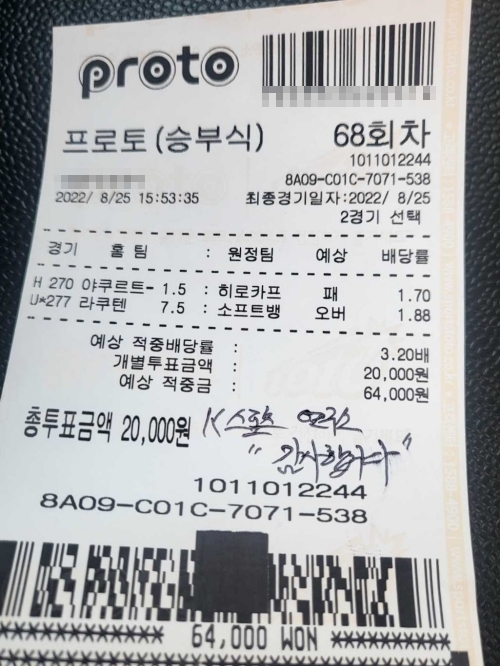 proto
프로토 (승부식) 68회차
1011012244
8A09-C01C-7071-538
2022/ 8/25 15:53:35 최종경기일자:2022/ 8/25
2경기 선택
경기 홈 팀 : 원정팀 예상 배당률
H 270 야쿠르트- 1.5 : 히로카프 패 1.70
U*277 라쿠텐 7.5 : 소프트뱅 오버 1.88
예상 적중배당률 : 3.20배
개별투표금액 : 20,000원
예상 적중금 : 64,000원
총투표금액 20,000원 K스포츠
"감사합니다"
1011012244
8A09-C01C-7071-538
64,000 WON